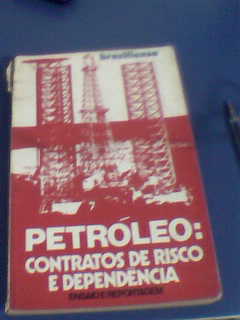 brasiliense
PETRÓLEO:
CONTRATOS DE RISCO
E DEPENDÊNCIA
ENSAIO E REPORTAGEM